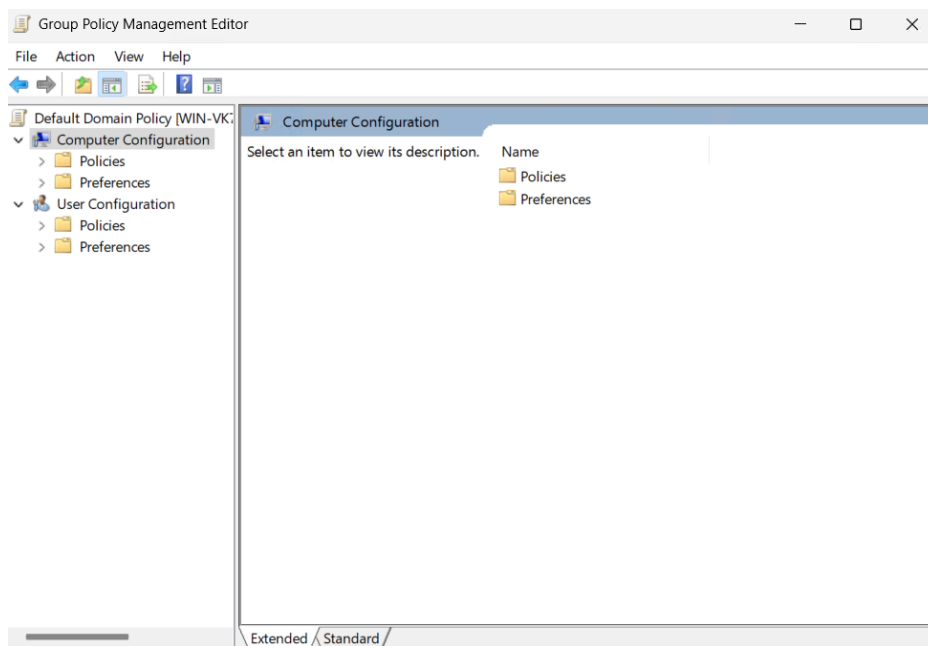 Group Policy Management Editor
File Action View Help
Default Domain Policy [WIN-VK7
Computer Configuration
Policies
Preferences
User Configuration
Policies
Preferences
Computer Configuration
Select an item to view its description.
Name
Policies
Preferences
Extended Standard